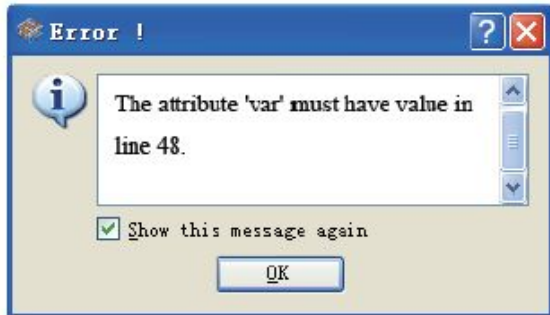 Error !
The attribute 'var' must have value in
line 48.
Show this message again
OK